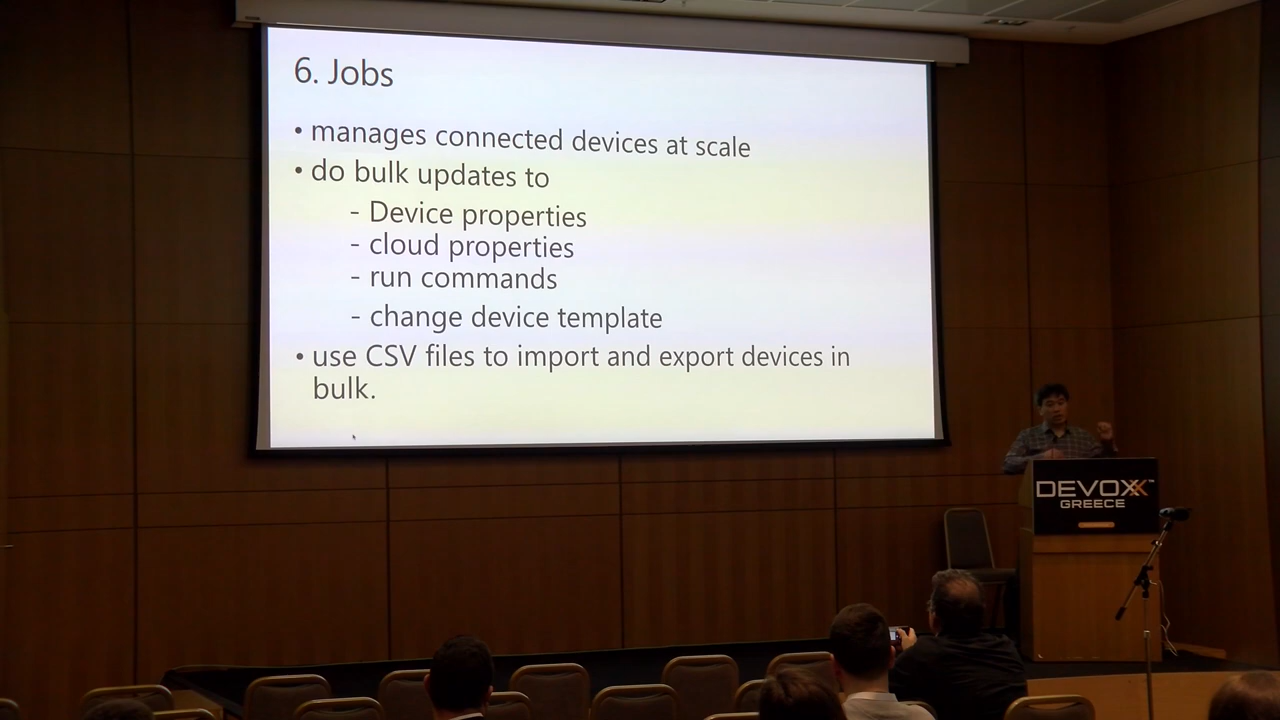 6. Jobs
• manages connected devices at scale
• do bulk updates to
- Device properties
- cloud properties
- run commands
- change device template
• use CSV files to import and export devices in
bulk.
DEVOXX™
GREECE